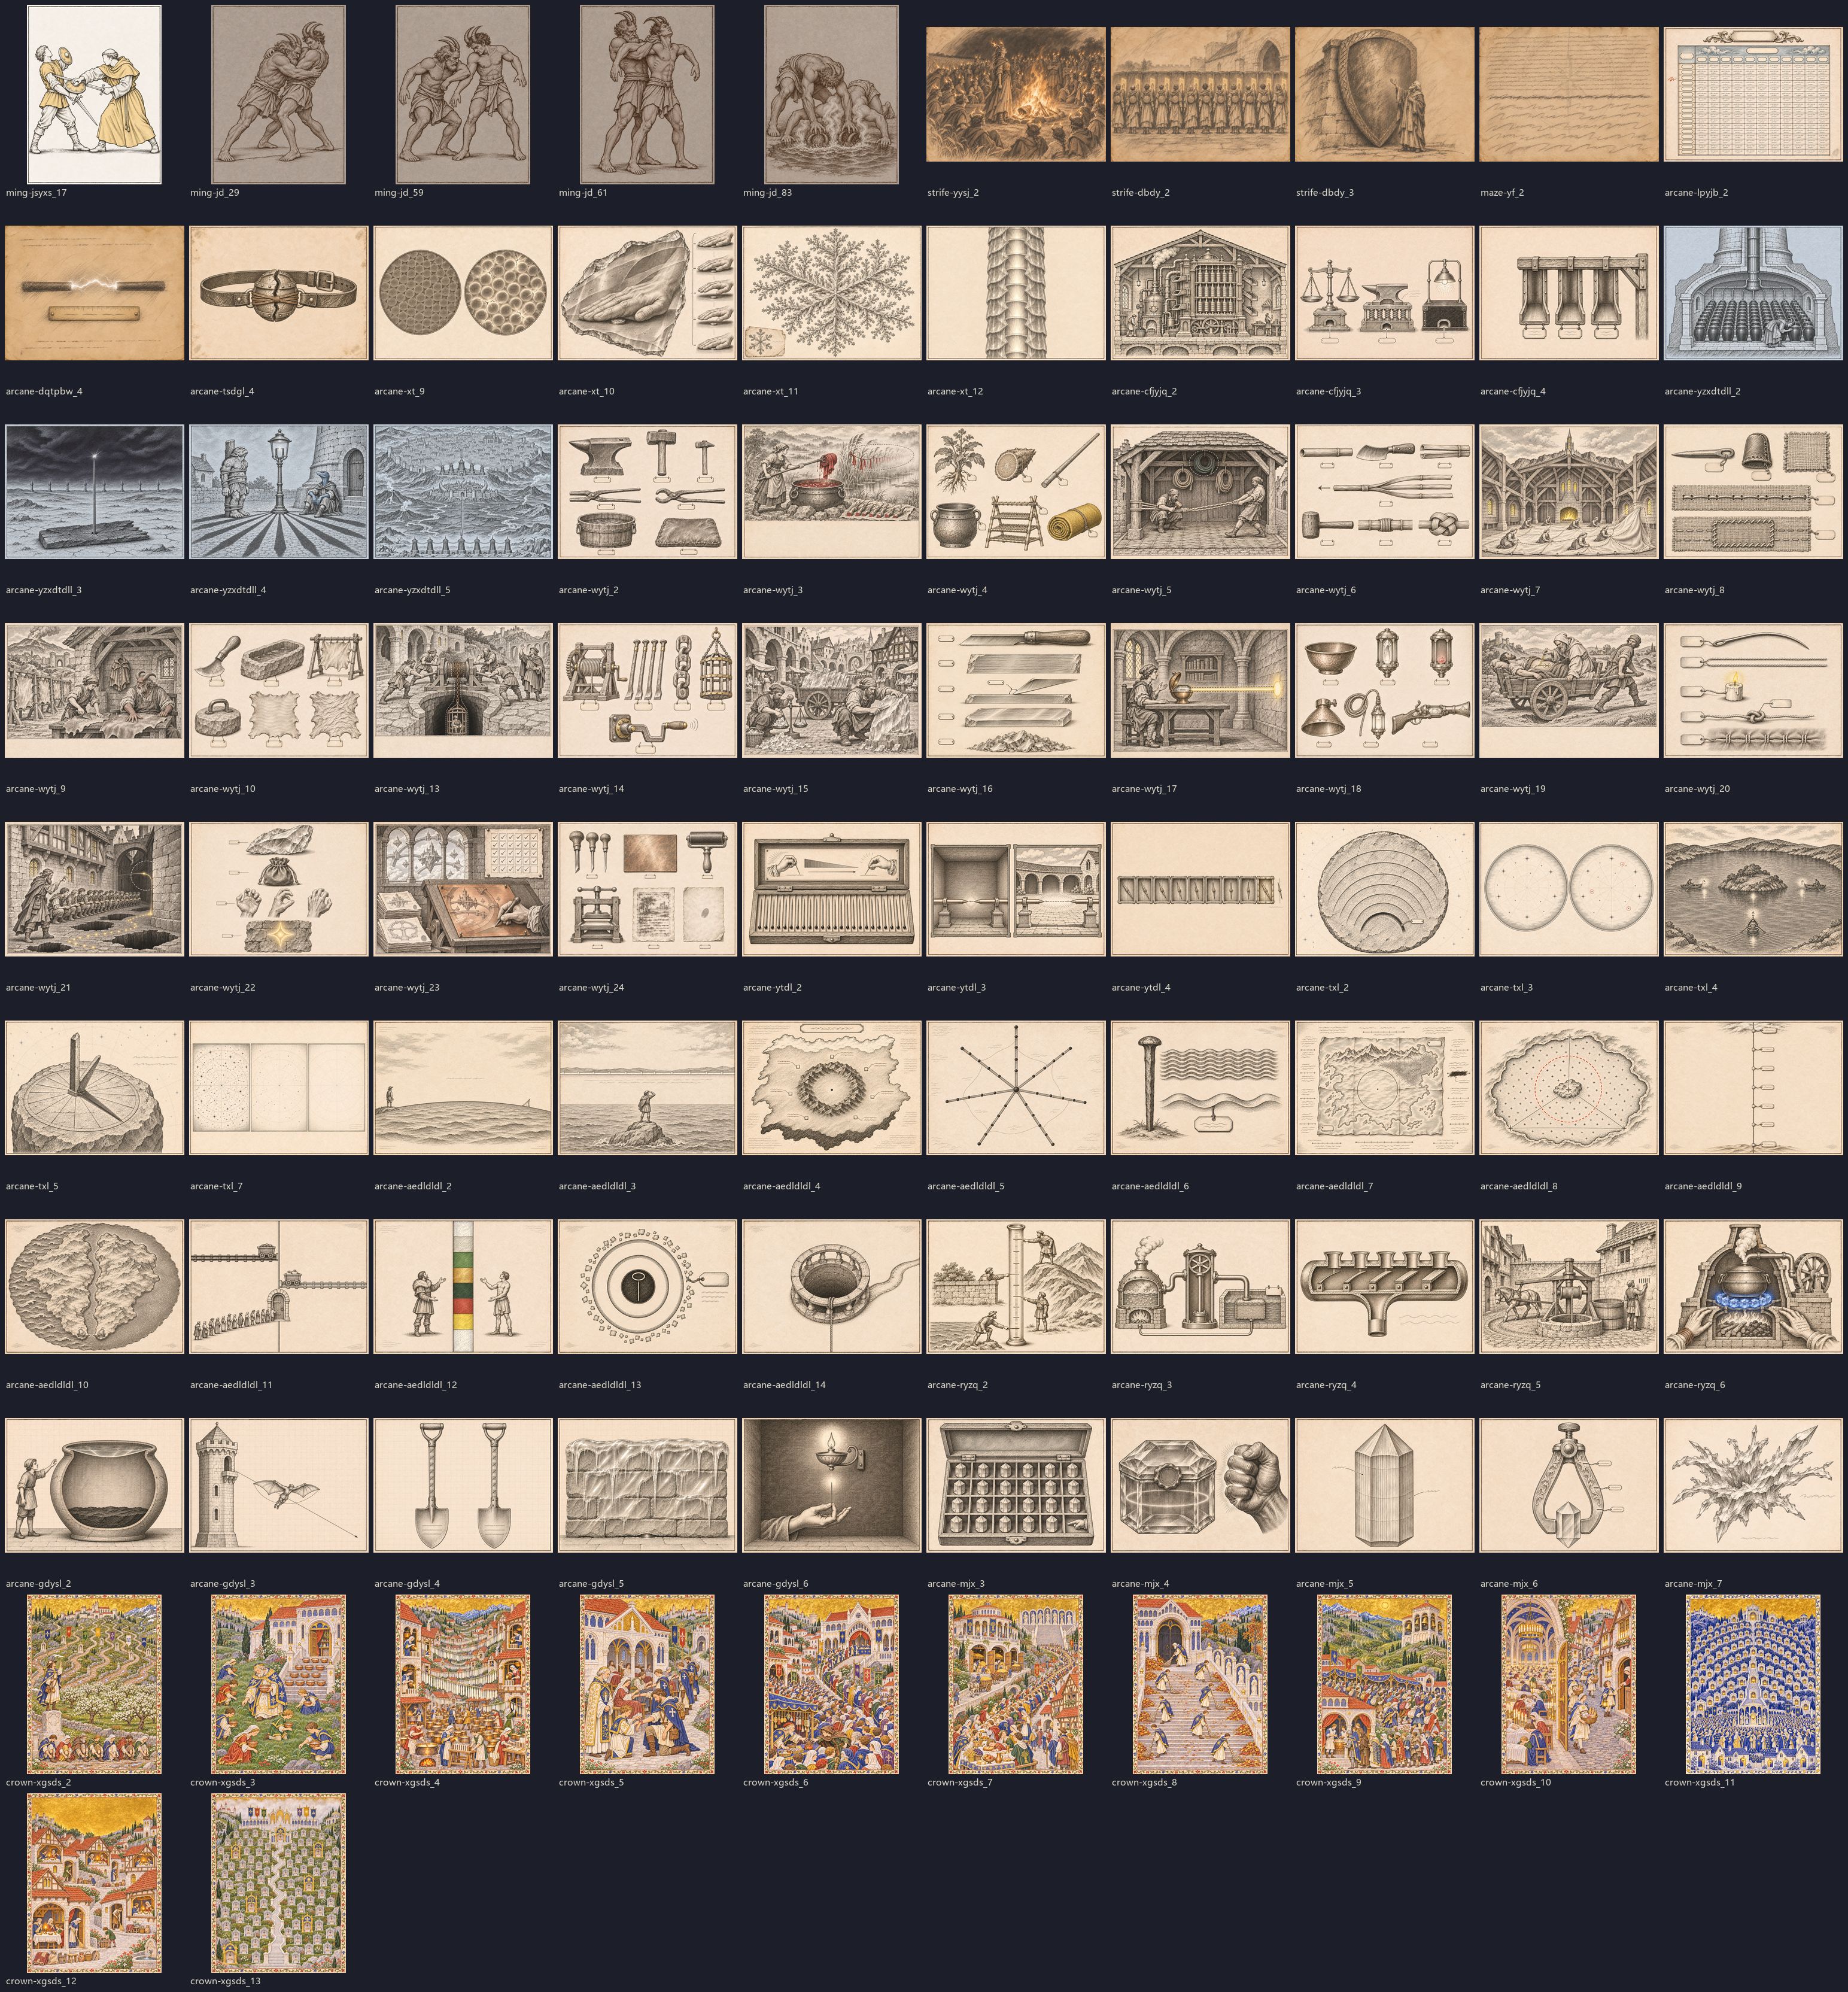 ming-jsyxs_17
ming-jd_29
ming-jd_59
ming-jd_61
ming-jd_83
strife-yysj_2
strife-dbdy_2
strife-dbdy_3
maze-yf_2
arcane-lpyjb_2
arcane-dqtpbw_4
arcane-tsdgl_4
arcane-xt_9
arcane-xt_10
arcane-xt_11
arcane-xt_12
arcane-cfjyjq_2
arcane-cfjyjq_3
arcane-cfjyjq_4
arcane-yzxdtdll_2
arcane-yzxdtdll_3
arcane-yzxdtdll_4
arcane-yzxdtdll_5
arcane-wytj_2
arcane-wytj_3
arcane-wytj_4
arcane-wytj_5
arcane-wytj_6
arcane-wytj_7
arcane-wytj_8
arcane-wytj_9
arcane-wytj_10
arcane-wytj_13
arcane-wytj_14
arcane-wytj_15
arcane-wytj_16
arcane-wytj_17
arcane-wytj_18
arcane-wytj_19
arcane-wytj_20
arcane-wytj_21
arcane-wytj_22
arcane-wytj_23
arcane-wytj_24
arcane-ytdl_2
arcane-ytdl_3
arcane-ytdl_4
arcane-txl_2
arcane-txl_3
arcane-txl_4
arcane-txl_5
arcane-txl_7
arcane-aedldldl_2
arcane-aedldldl_3
arcane-aedldldl_4
arcane-aedldldl_5
arcane-aedldldl_6
arcane-aedldldl_7
arcane-aedldldl_8
arcane-aedldldl_9
arcane-aedldldl_10
arcane-aedldldl_11
arcane-aedldldl_12
arcane-aedldldl_13
arcane-aedldldl_14
arcane-ryzq_2
arcane-ryzq_3
arcane-ryzq_4
arcane-ryzq_5
arcane-ryzq_6
arcane-gdysl_2
arcane-gdysl_3
arcane-gdysl_4
arcane-gdysl_5
arcane-gdysl_6
arcane-mjx_3
arcane-mjx_4
arcane-mjx_5
arcane-mjx_6
arcane-mjx_7
crown-xgsds_2
crown-xgsds_3
crown-xgsds_4
crown-xgsds_5
crown-xgsds_6
crown-xgsds_7
crown-xgsds_8
crown-xgsds_9
crown-xgsds_10
crown-xgsds_11
crown-xgsds_12
crown-xgsds_13